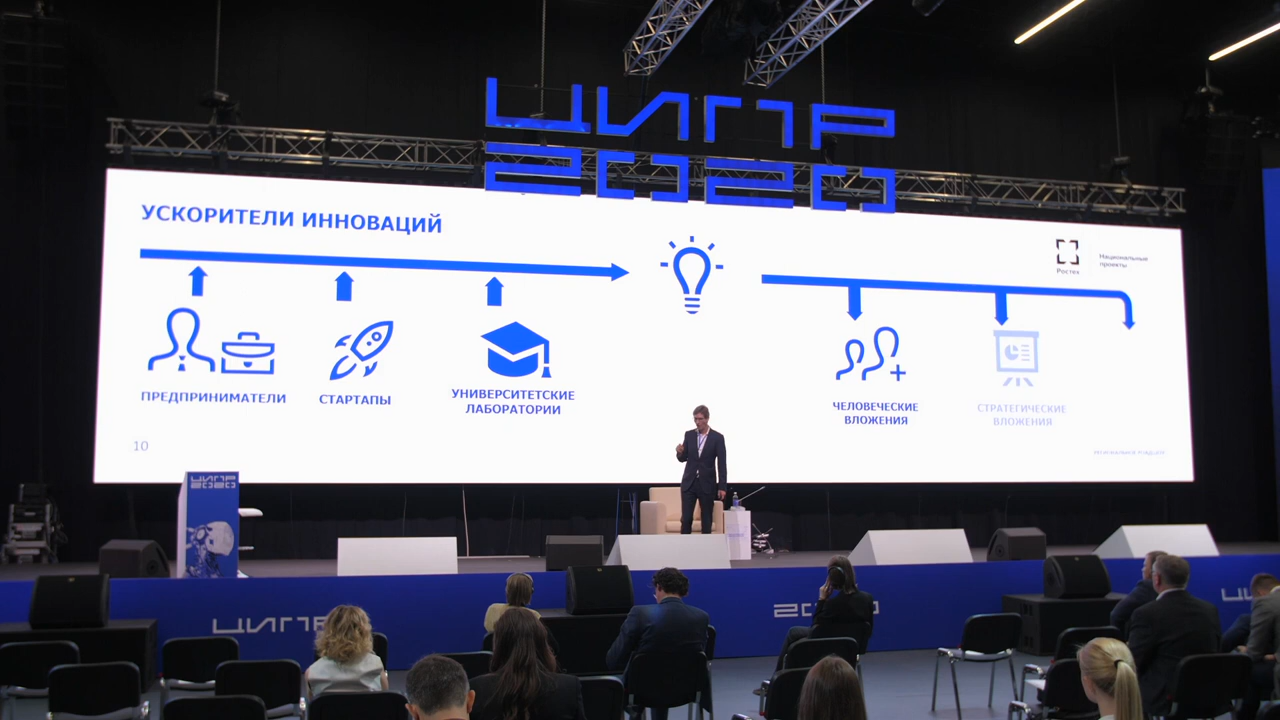 ЦИПР
2020
УСКОРИТЕЛИ ИННОВАЦИЙ
Ростех
Национальные
проекты
ПРЕДПРИНИМАТЕЛИ
СТАРТАПЫ
УНИВЕРСИТЕТСКИЕ
ЛАБОРАТОРИИ
ЧЕЛОВЕЧЕСКИЕ
ВЛОЖЕНИЯ
СТРАТЕГИЧЕСКИЕ
ВЛОЖЕНИЯ
10
ЦИПР
2020
ЦИПР
2020